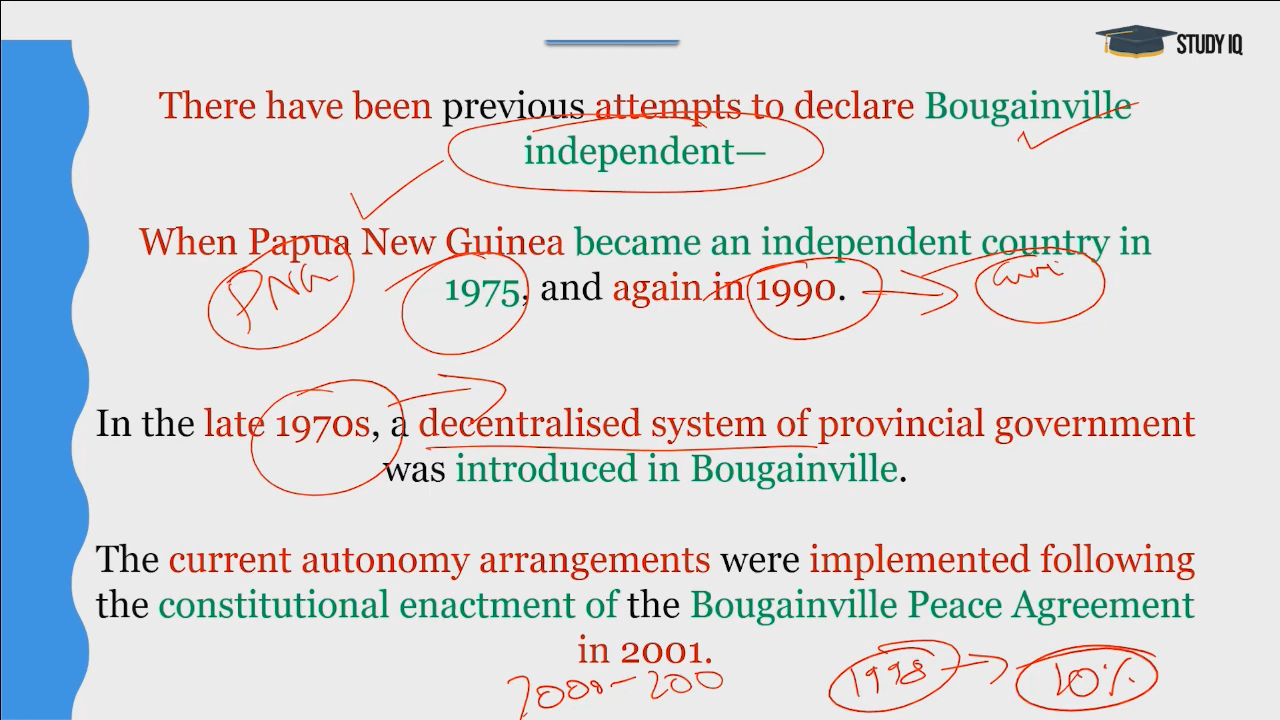 STUDY IQ
There have been previous attempts to declare Bougainville
independent—
When Papua New Guinea became an independent country in
1975, and again in 1990.
PNG
In the late 1970s, a decentralised system of provincial government
was introduced in Bougainville.
The current autonomy arrangements were implemented following
the constitutional enactment of the Bougainville Peace Agreement
in 2001.
1998